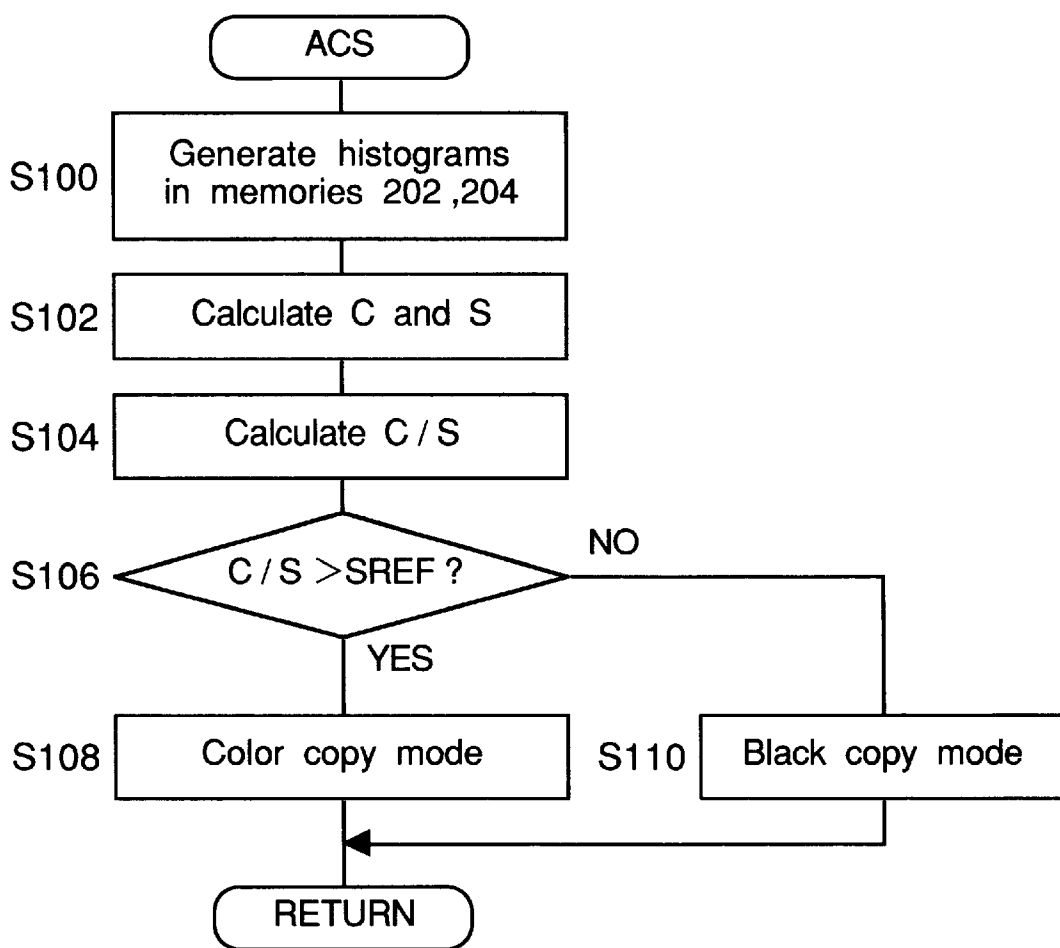 ACS
S100
Generate histograms
in memories 202 ,204
S102
Calculate C and S
S104
Calculate C / S
S106
C / S >SREF ?
NO
YES
S108
Color copy mode
S110
Black copy mode
RETURN